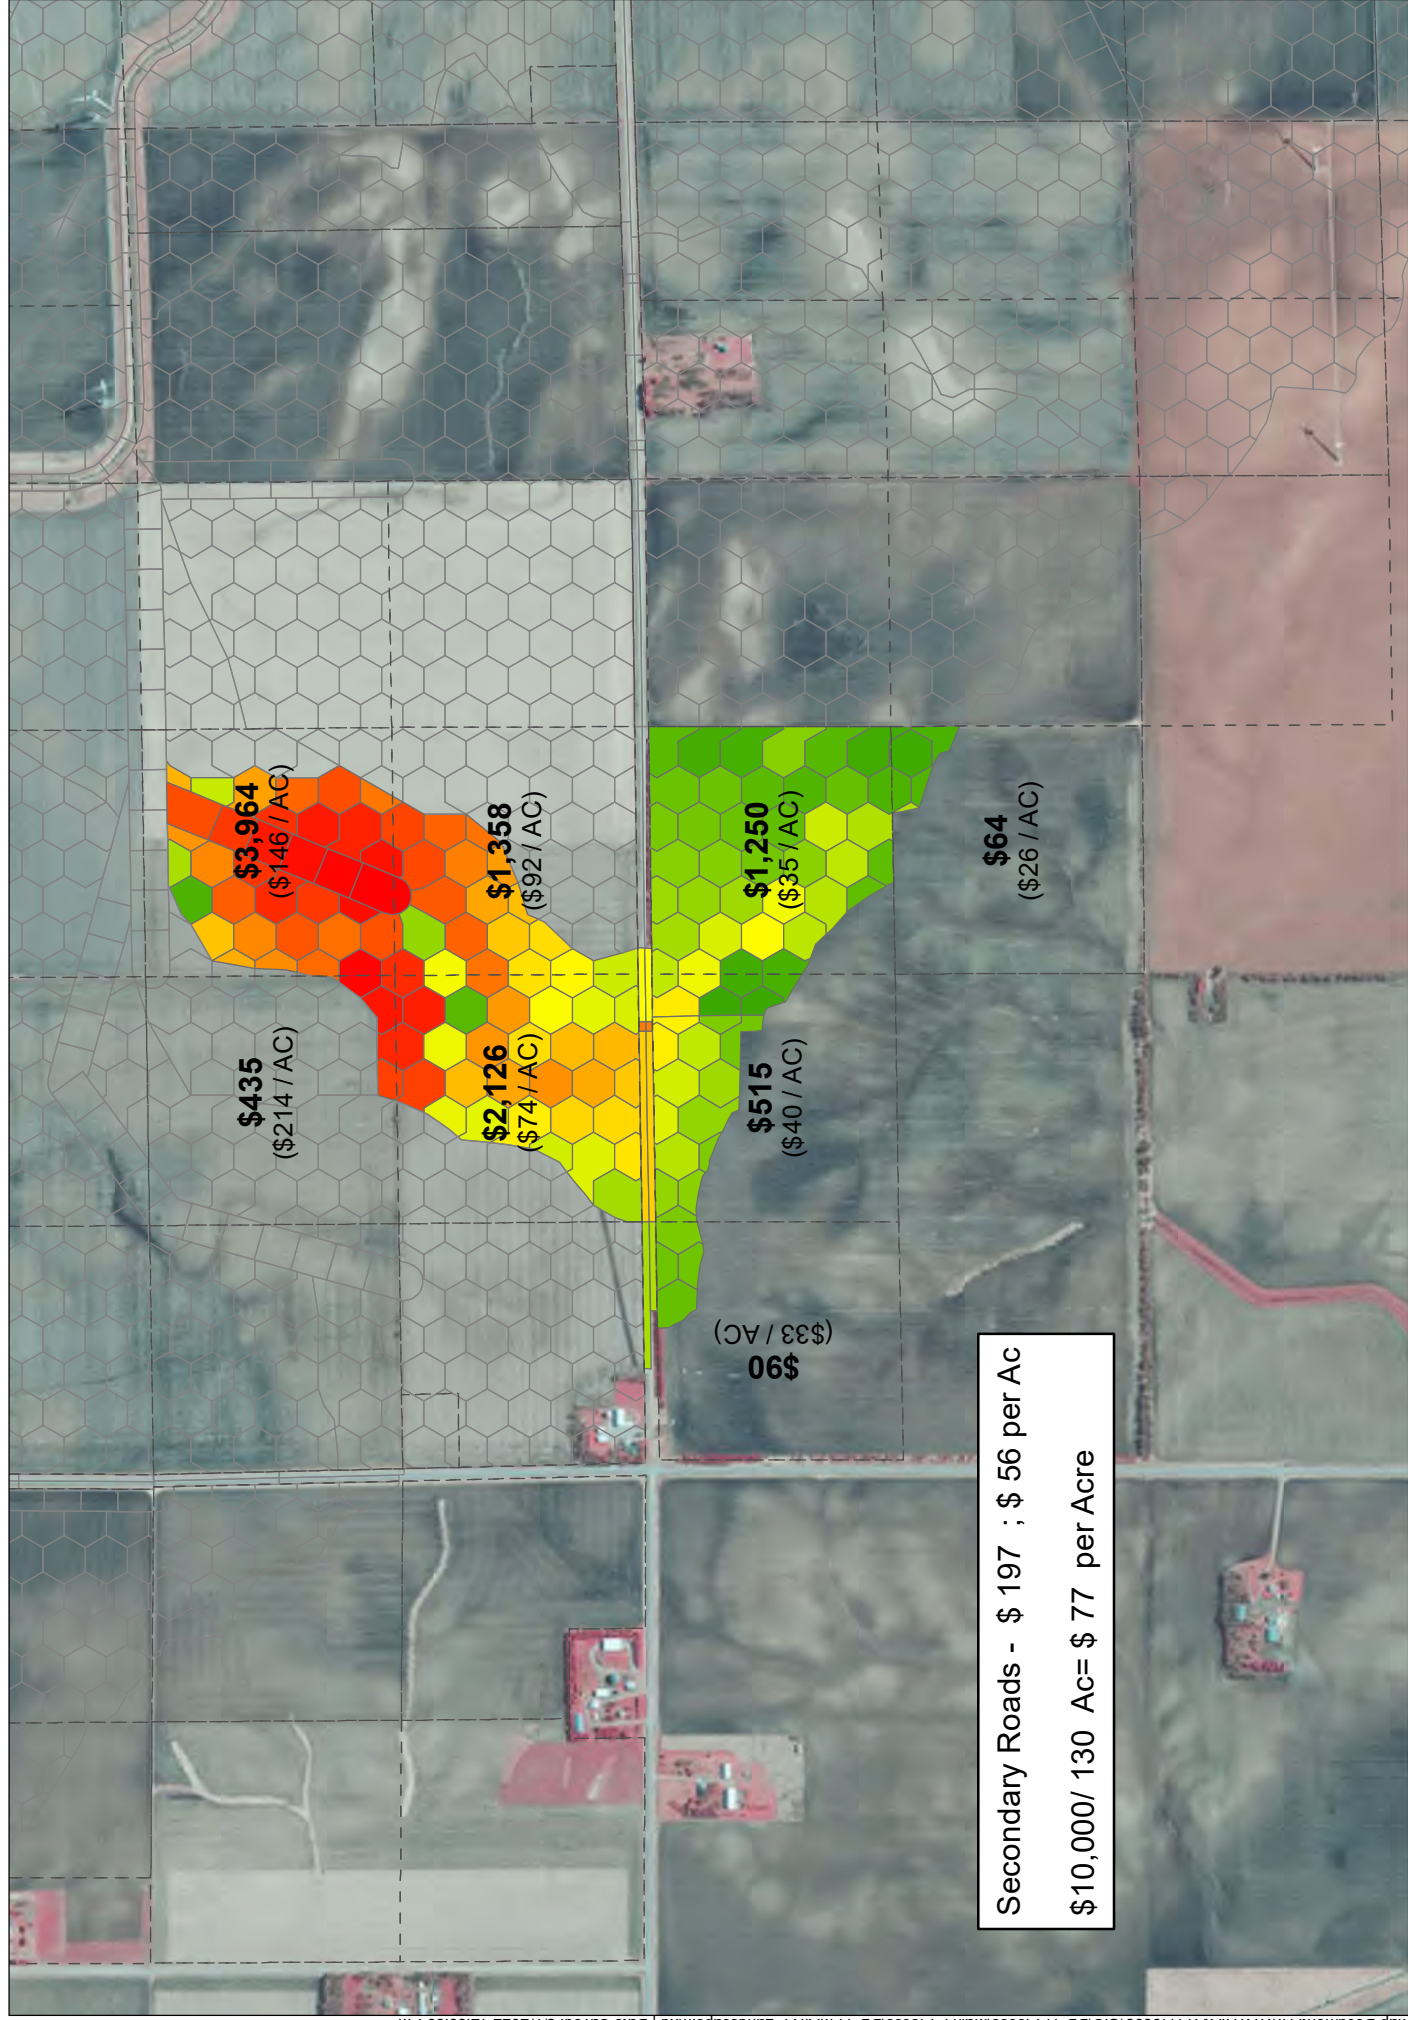 $435
($214 / AC)
$3,964
($146 / AC)
$2,126
($74 / AC)
$1,358
($92 / AC)
$90
($33 / AC)
$515
($40 / AC)
$1,250
($35 / AC)
$64
($26 / AC)
Secondary Roads - $ 197 ; $ 56 per Ac
$10,000/ 130 Ac= $ 77 per Acre